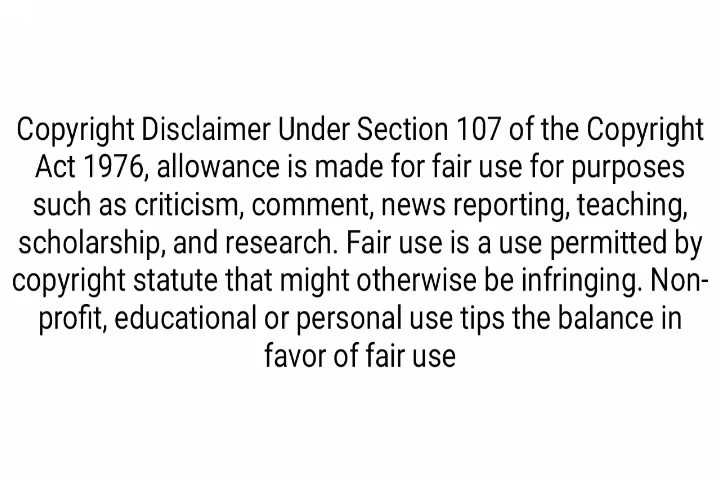 Copyright Disclaimer Under Section 107 of the Copyright
Act 1976, allowance is made for fair use for purposes
such as criticism, comment, news reporting, teaching,
scholarship, and research. Fair use is a use permitted by
copyright statute that might otherwise be infringing. Non-
profit, educational or personal use tips the balance in
favor of fair use